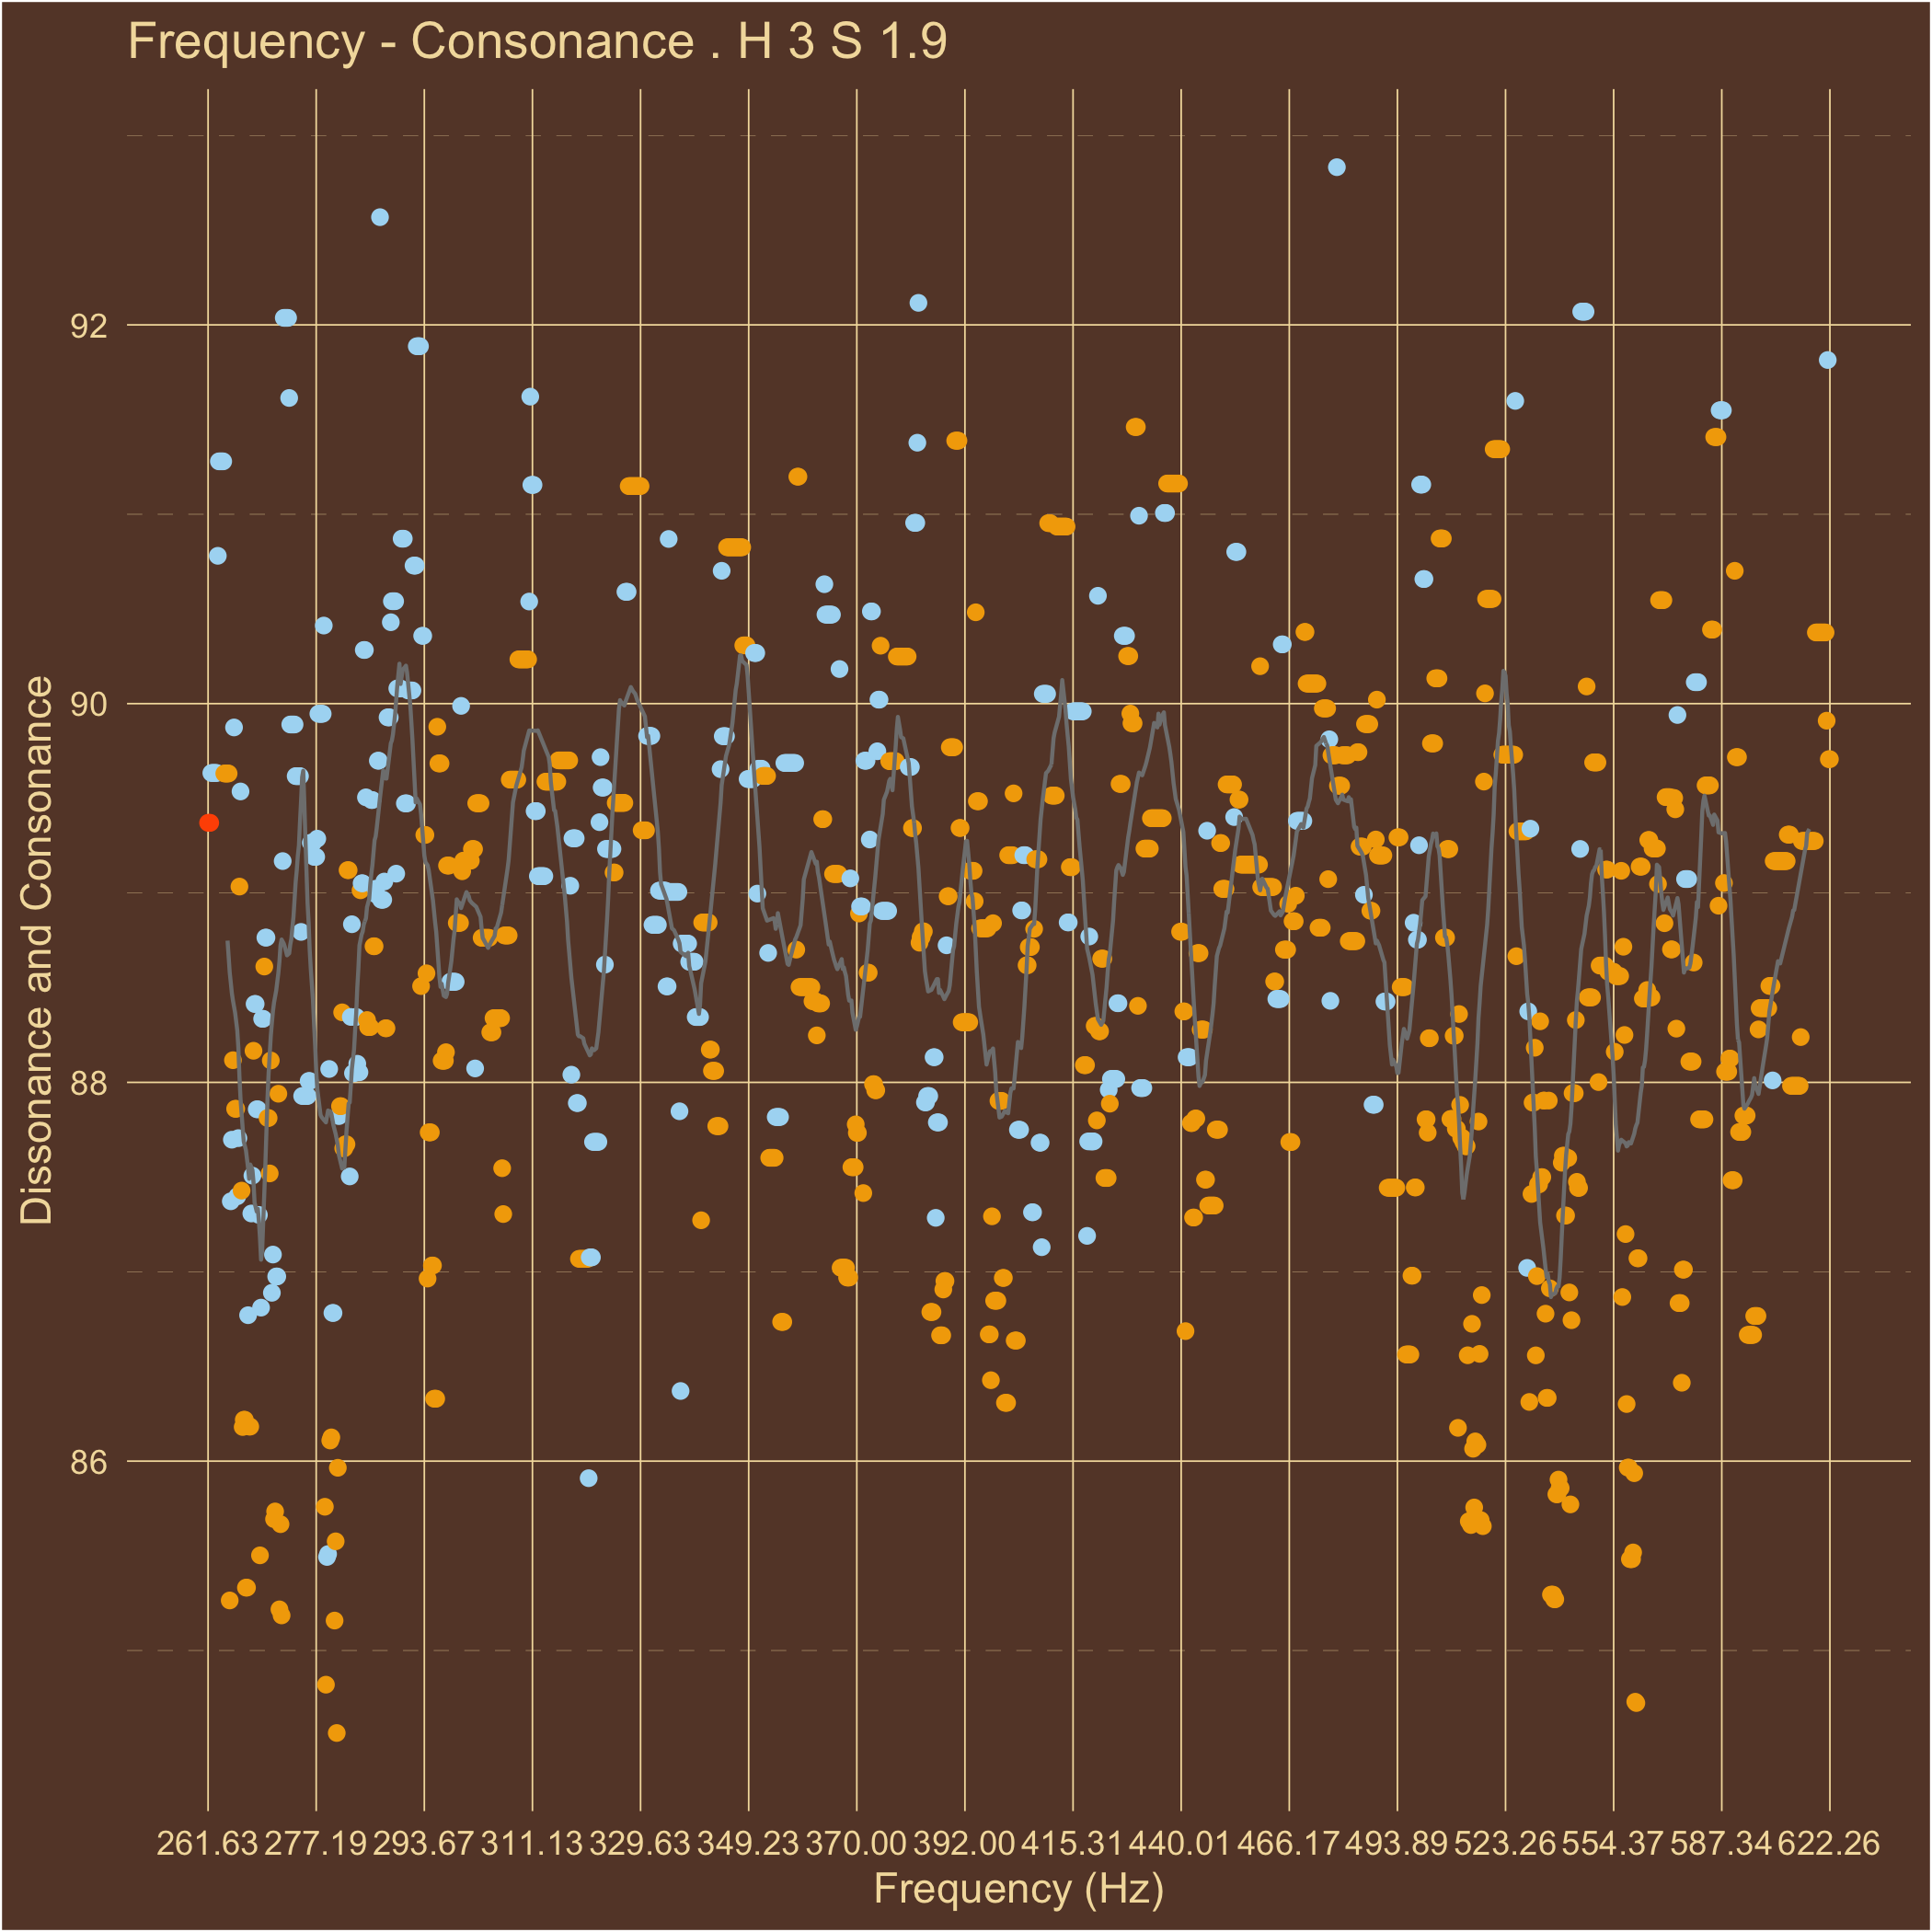 Frequency - Consonance . H 3 S 1.9
Dissonance and Consonance
92
90
88
86
261.63 277.19 293.67 311.13 329.63 349.23 370.00 392.00 415.31 440.01 466.17 493.89 523.26 554.37 587.34 622.26
Frequency (Hz)